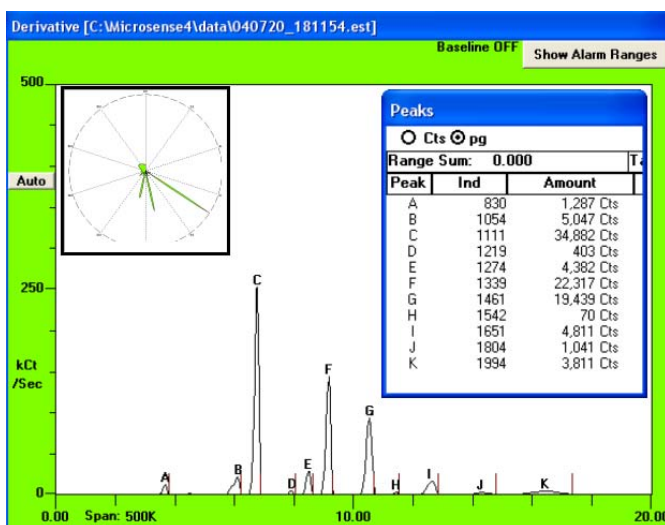 Derivative [C:\Microsense4\data\040720_181154.est]
Baseline OFF
Show Alarm Ranges
500
Auto
250
kCt
/Sec
0
A
B
C
D
E
F
G
H
I
J
K
0.00
Span: 500K
10.00
20.0
Peaks
Cts pg
Range Sum: 0.000
Peak Ind Amount
A 830 1,287 Cts
B 1054 5,047 Cts
C 1111 34,882 Cts
D 1219 403 Cts
E 1274 4,382 Cts
F 1339 22,317 Cts
G 1461 19,439 Cts
H 1542 70 Cts
I 1651 4,811 Cts
J 1804 1,041 Cts
K 1994 3,811 Cts